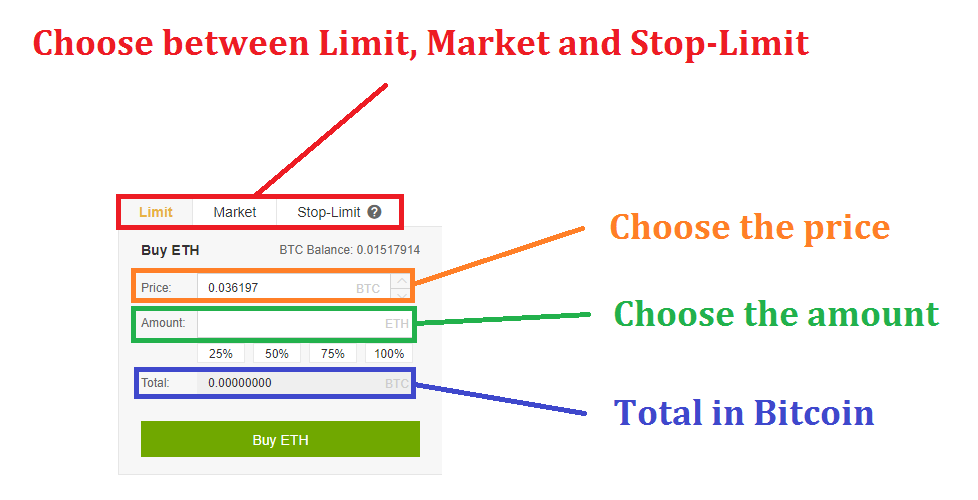 Choose between Limit, Market and Stop-Limit
Limit Market Stop-Limit ?
Buy ETH BTC Balance: 0.01517914
Choose the price
Price: 0.036197 BTC
Choose the amount
Amount: ETH
25% 50% 75% 100%
Total: 0.00000000 BTC
Total in Bitcoin
Buy ETH